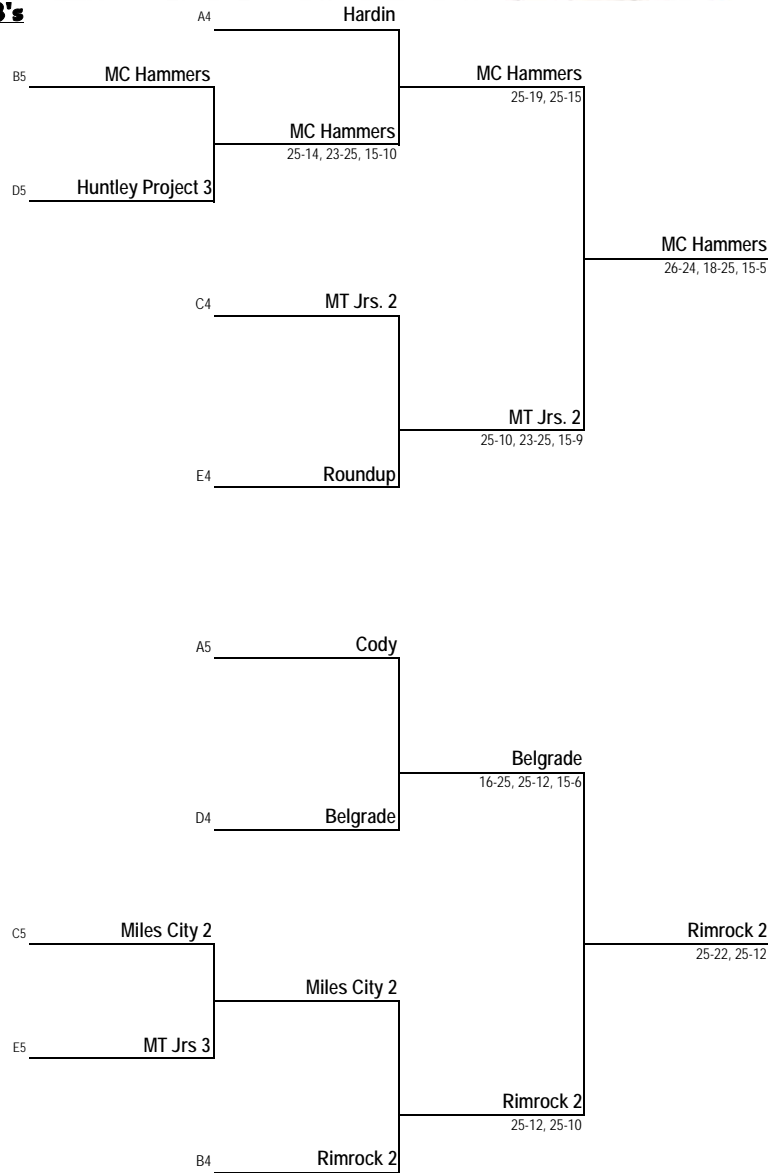 A4 Hardin
B5 MC Hammers
MC Hammers
25-19, 25-15
MC Hammers
25-14, 23-25, 15-10
D5 Huntley Project 3
MC Hammers
26-24, 18-25, 15-5
C4 MT Jrs. 2
MT Jrs. 2
25-10, 23-25, 15-9
E4 Roundup
A5 Cody
Belgrade
16-25, 25-12, 15-6
D4 Belgrade
C5 Miles City 2
Rimrock 2
25-22, 25-12
Miles City 2
E5 MT Jrs 3
Rimrock 2
25-12, 25-10
B4 Rimrock 2